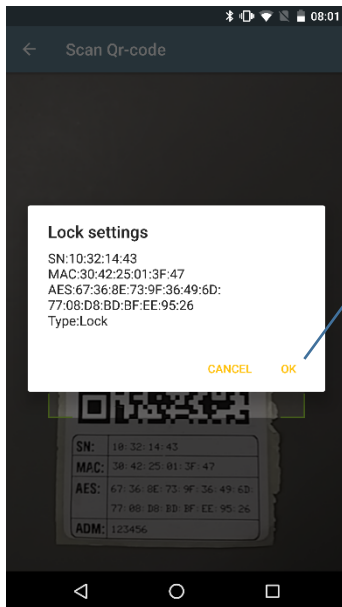 08:01
Scan Qr-code
Lock settings
SN:10:32:14:43
MAC:30:42:25:01:3F:47
AES:67:36:8E:73:9F:36:49:6D:
77:08:D8:BD:BF:EE:95:26
Type:Lock
CANCEL OK
SN: 10:32:14:43
MAC: 30:42:25:01:3F:47
AES: 67:36:8E:73:9F:36:49:6D:
77:08:D8:BD:BF:EE:95:26
ADM: 123456